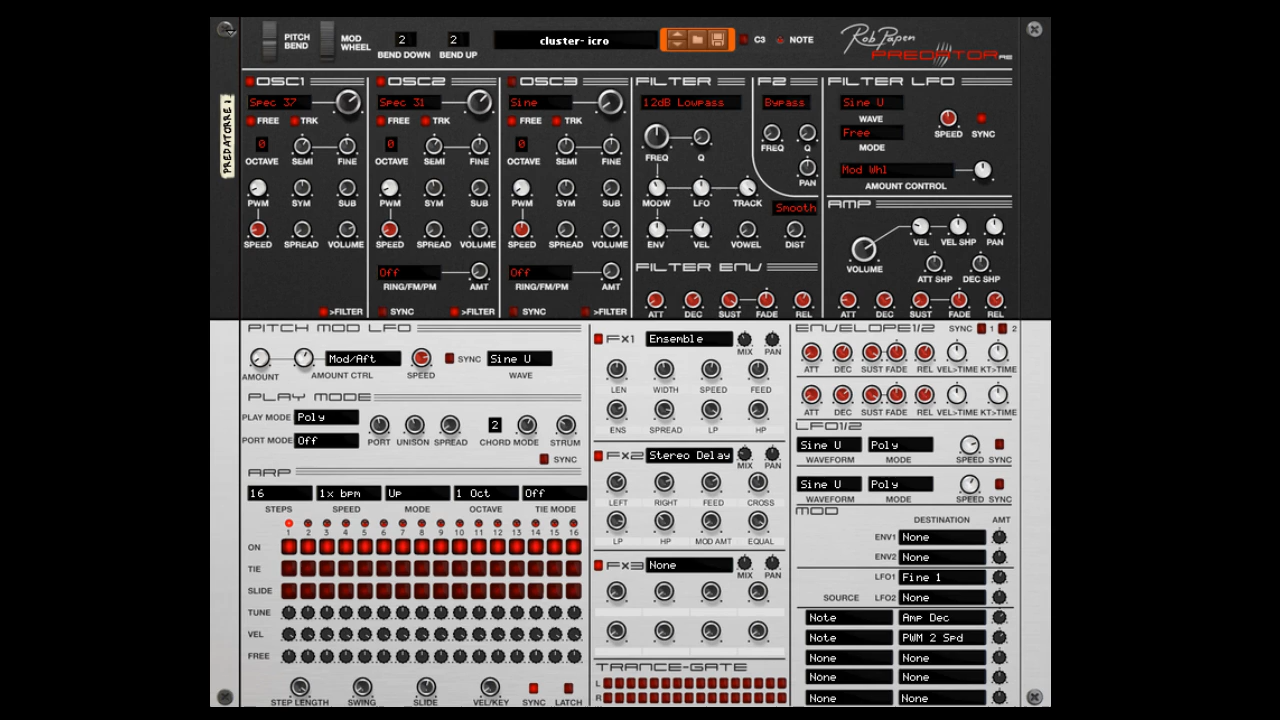 PITCH BEND
MOD WHEEL
2 2
BEND DOWN BEND UP
cluster- icro
C3 NOTE
Rob Papen
PREDATOR RE
PREDATORRE 1
OSC1 OSC2 OSC3 FILTER F2 FILTER LFO
Spec 37 Spec 31 Sine 12dB Lowpass Bypass Sine U
FREE TRK FREE TRK FREE TRK WAVE
SPEED SYNC
0 0 0 Free
OCTAVE SEMI FINE OCTAVE SEMI FINE OCTAVE SEMI FINE FREQ Q FREQ Q MODE
Mod Whl
PAN AMOUNT CONTROL
PWM SYM SUB PWM SYM SUB PWM SYM SUB MODW LFO TRACK
Smooth AMP
SPEED SPREAD VOLUME SPEED SPREAD VOLUME SPEED SPREAD VOLUME ENV VEL VOWEL DIST
VEL VEL SHP PAN
VOLUME
ATT SHP DEC SHP
Off Off FILTER ENV
RING/FM/PM AMT RING/FM/PM AMT
>FILTER SYNC >FILTER SYNC >FILTER ATT DEC SUST FADE REL ATT DEC SUST FADE REL
PITCH MOD LFO
Mod/Aft SYNC Sine U
AMOUNT AMOUNT CTRL SPEED WAVE
PLAY MODE
PLAY MODE Poly
2
PORT MODE Off PORT UNISON SPREAD CHORD MODE STRUM
SYNC
ARP
16 1x bpm Up 1 Oct Off
STEPS SPEED MODE OCTAVE TIE MODE
1 2 3 4 5 6 7 8 9 10 11 12 13 14 15 16
ON
TIE
SLIDE
TUNE
VEL
FREE
STEP LENGTH SWING SLIDE VEL/KEY SYNC LATCH
FX1 Ensemble MIX PAN
LEN WIDTH SPEED FEED
ENS SPREAD LP HP
FX2 Stereo Delay MIX PAN
LEFT RIGHT FEED CROSS
LP HP MOD AMT EQUAL
FX3 None MIX PAN
TRANCE-GATE
L
R
ENVELOPE1/2 SYNC 1 2
ATT DEC SUST FADE REL VEL>TIME KT>TIME
ATT DEC SUST FADE REL VEL>TIME KT>TIME
LFO1/2
Sine U Poly
WAVEFORM MODE SPEED SYNC
Sine U Poly
WAVEFORM MODE SPEED SYNC
MOD
DESTINATION AMT
ENV1 None
ENV2 None
LFO1 Fine 1
SOURCE LFO2 None
Note Amp Dec
Note PWM 2 Spd
None None
None None
None None